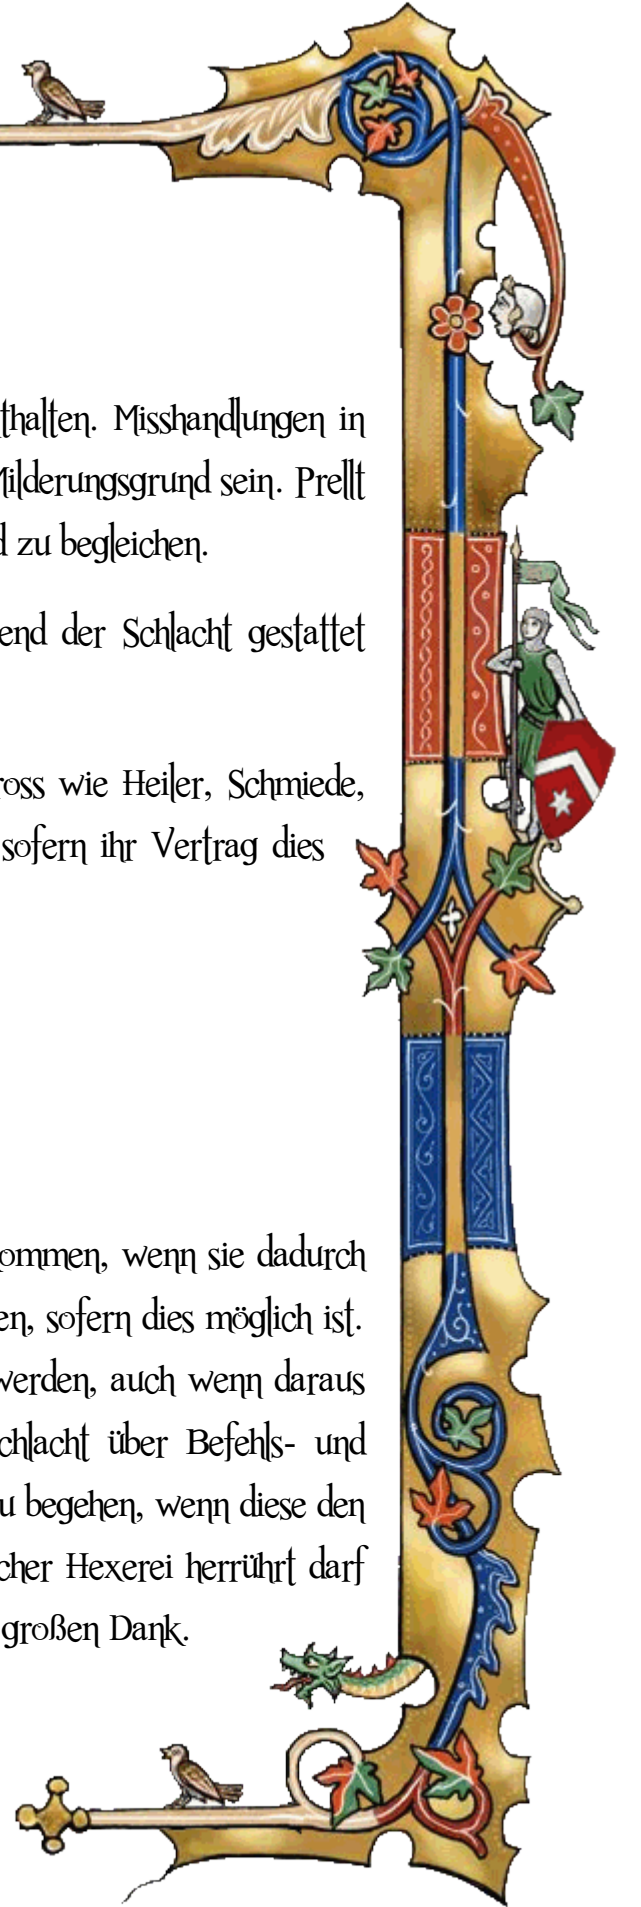 thalten. Misshandlungen in
Milderungsgrund sein. Prellt
d zu begleichen.
end der Schlacht gestattet
ross wie Heiler, Schmiede,
sofern ihr Vertrag dies
ommen, wenn sie dadurch
en, sofern dies möglich ist.
werden, auch wenn daraus
chlacht über Befehls- und
u begehen, wenn diese den
cher Hexerei herrührt darf
großen Dank.